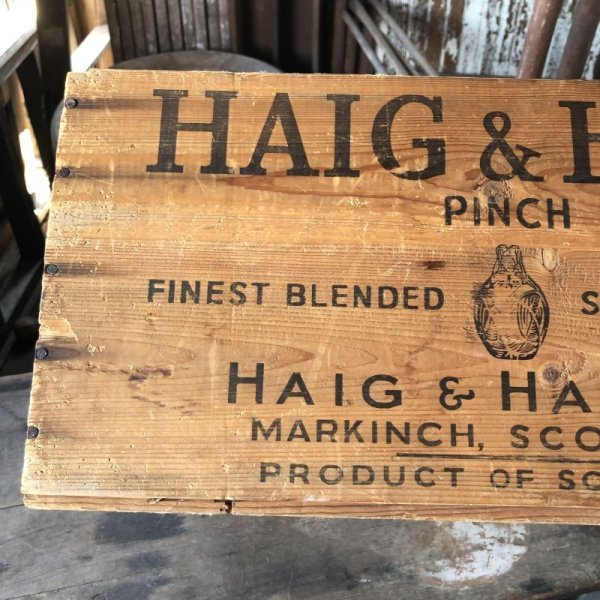 HAIG & H
PINCH
FINEST BLENDED S
HAIG & HA
MARKINCH, SCO
PRODUCT OF SC